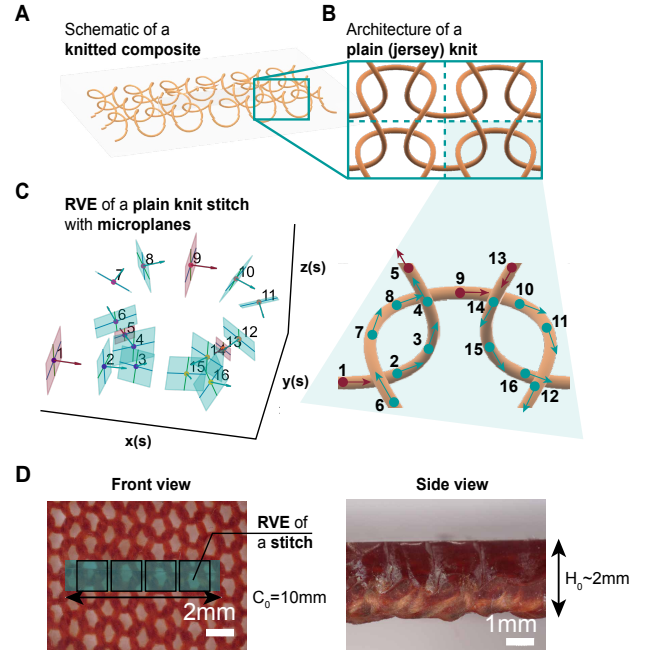 A
Schematic of a
knitted composite
B
Architecture of a
plain (jersey) knit
C
RVE of a plain knit stitch
with microplanes
8
9
7
10
11
6
5
4
12
13
14
1
2
3
15
16
z(s)
y(s)
x(s)
13
5
9
10
8
4
14
11
7
3
15
2
16
1
12
6
D
Front view
Side view
RVE of
a stitch
C0=10mm
2mm
H0~2mm
1mm